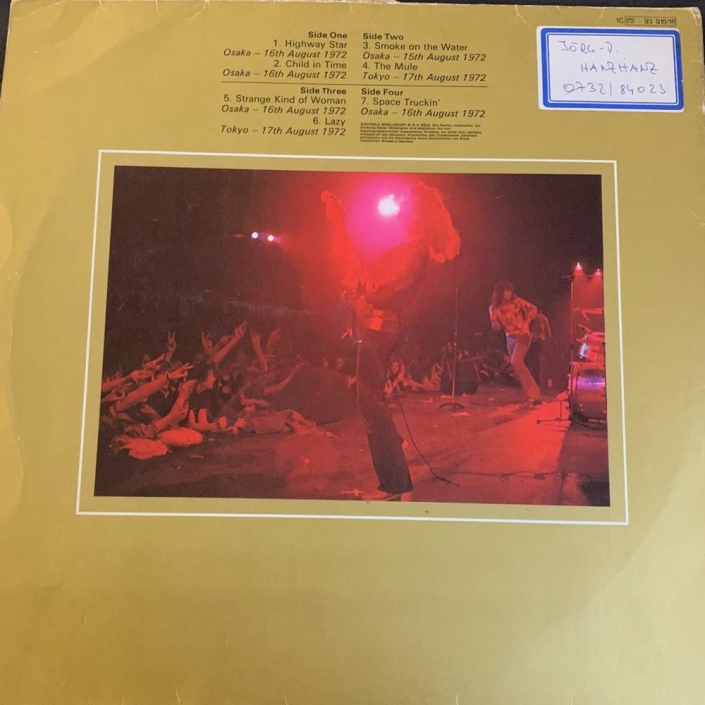 1C 172 - 93 915/16
JÖRG-P.
HANZHANZ
0732/84023
Side One
1. Highway Star
Osaka – 16th August 1972
2. Child in Time
Osaka – 16th August 1972
Side Two
3. Smoke on the Water
Osaka – 15th August 1972
4. The Mule
Tokyo – 17th August 1972
Side Three
5. Strange Kind of Woman
Osaka – 16th August 1972
6. Lazy
Tokyo – 17th August 1972
Side Four
7. Space Truckin'
Osaka – 16th August 1972